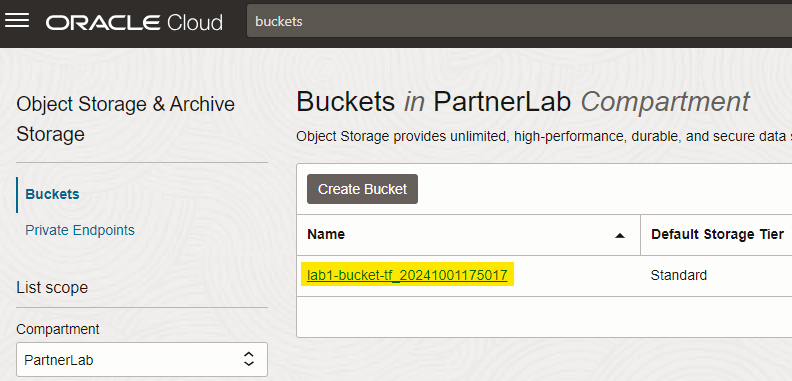 ORACLE Cloud
buckets
Object Storage & Archive
Storage
Buckets
Private Endpoints
List scope
Compartment
PartnerLab
Buckets in PartnerLab Compartment
Object Storage provides unlimited, high-performance, durable, and secure data
Create Bucket
Name
Default Storage Tier
lab1-bucket-tf_20241001175017
Standard